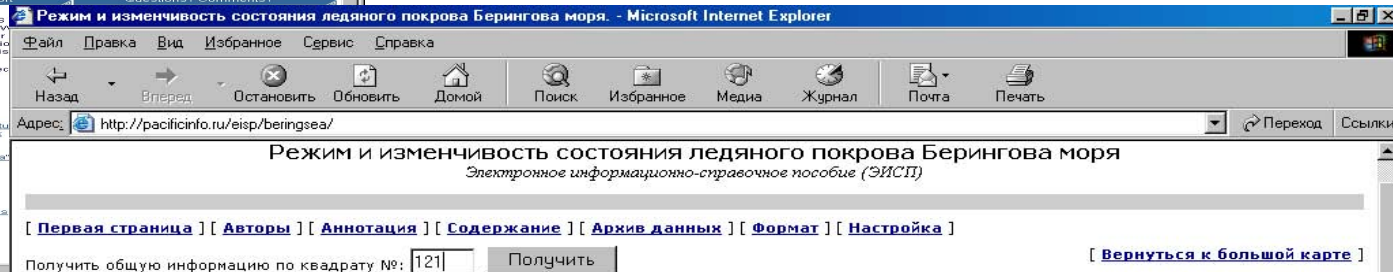 Questions? Comments?
Режим и изменчивость состояния ледяного покрова Берингова моря. - Microsoft Internet Explorer
Файл Правка Вид Избранное Сервис Справка
Назад Вперед Остановить Обновить Домой Поиск Избранное Медиа Журнал Почта Печать
Адрес: http://pacificinfo.ru/eisp/beringsea/ Переход Ссылки
Режим и изменчивость состояния ледяного покрова Берингова моря
Электронное информационно-справочное пособие (ЭИСП)
[ Первая страница ] [ Авторы ] [ Аннотация ] [ Содержание ] [ Архив данных ] [ Формат ] [ Настройка ]
[ Вернуться к большой карте ]
Получить общую информацию по квадрату №: 121 Получить